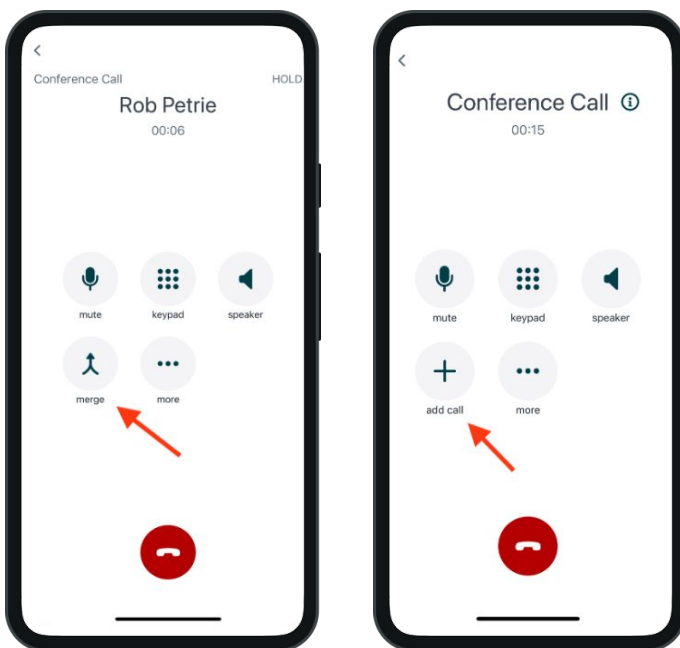 Conference Call HOLD
Rob Petrie
00:06
mute keypad speaker
merge more
Conference Call
00:15
mute keypad speaker
add call more